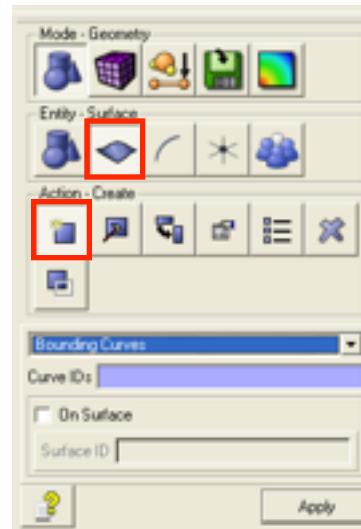 Mode - Geometry
Entity - Surface
Action - Create
Bounding Curves
Curve IDs
On Surface
Surface ID
Apply